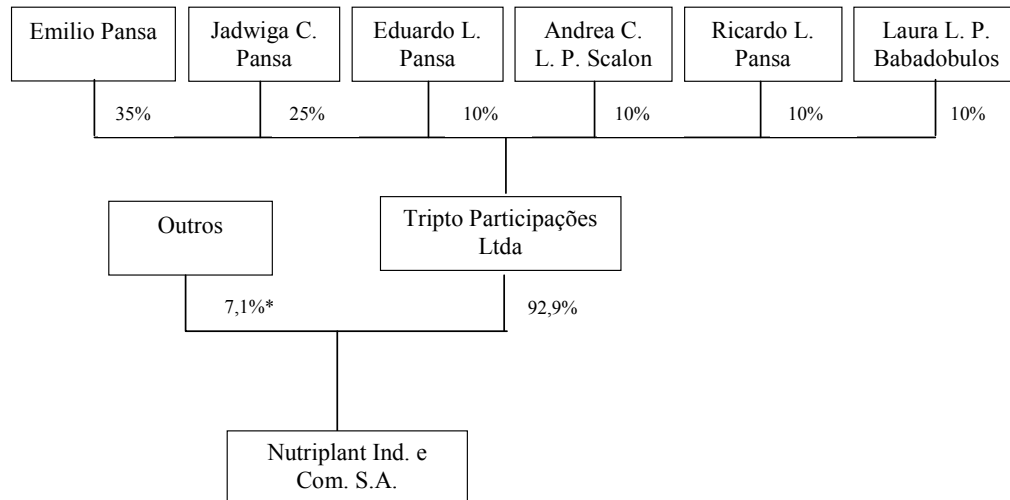 Emilio Pansa
Jadwiga C.
Pansa
Eduardo L.
Pansa
Andrea C.
L. P. Scalon
Ricardo L.
Pansa
Laura L. P.
Babadobulos
35%
25%
10%
10%
10%
10%
Outros
Tripto Participações
Ltda
7,1%*
92,9%
Nutriplant Ind. e
Com. S.A.